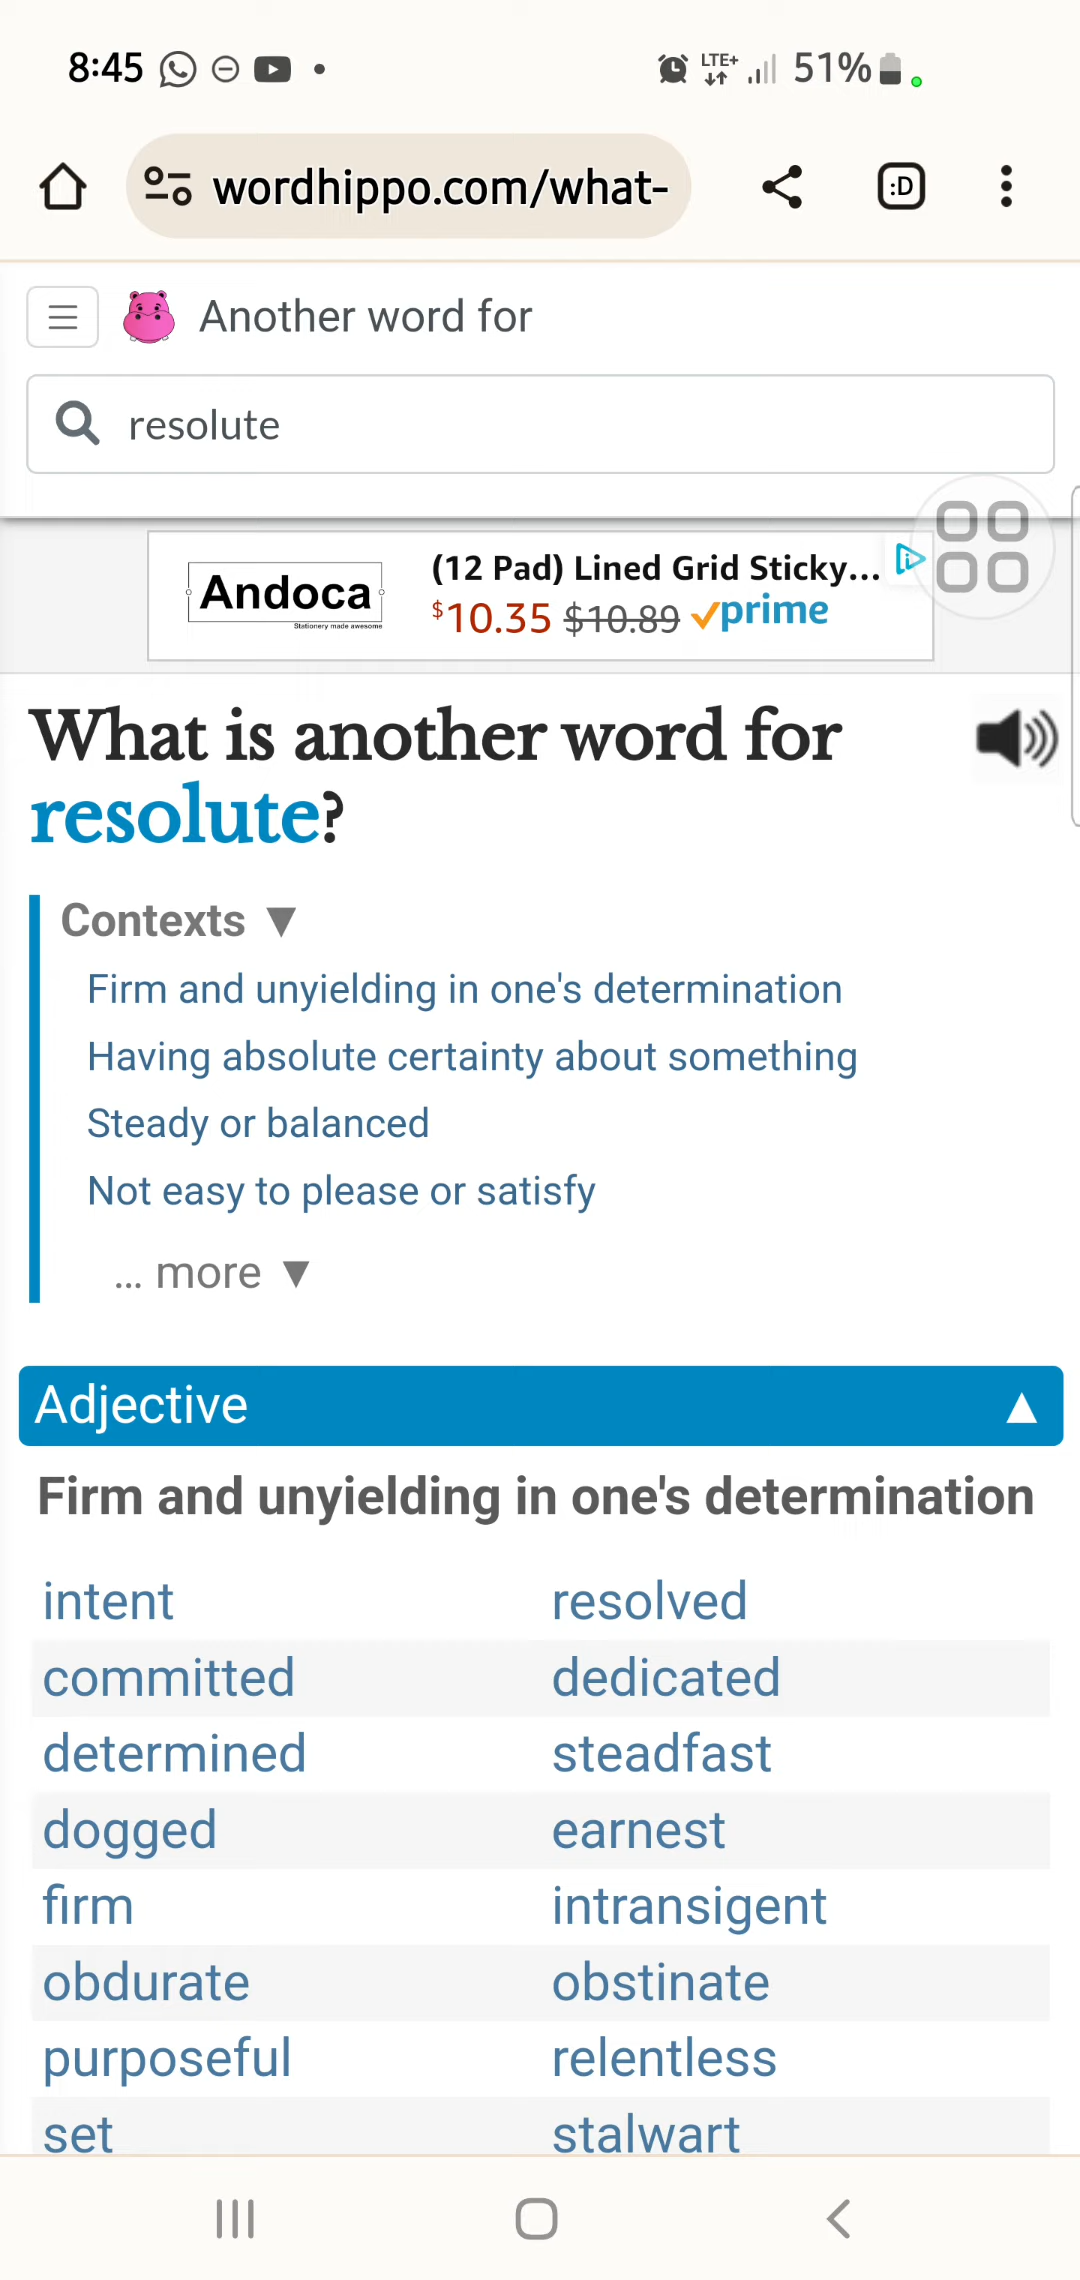 8:45 LTE+ 51%
wordhippo.com/what- :D
Another word for
resolute
Andoca
Stationery made awesome
(12 Pad) Lined Grid Sticky...
$10.35 $10.89 prime
What is another word for
resolute?
Contexts ▼
Firm and unyielding in one's determination
Having absolute certainty about something
Steady or balanced
Not easy to please or satisfy
... more ▼
Adjective ▲
Firm and unyielding in one's determination
intent resolved
committed dedicated
determined steadfast
dogged earnest
firm intransigent
obdurate obstinate
purposeful relentless
set stalwart